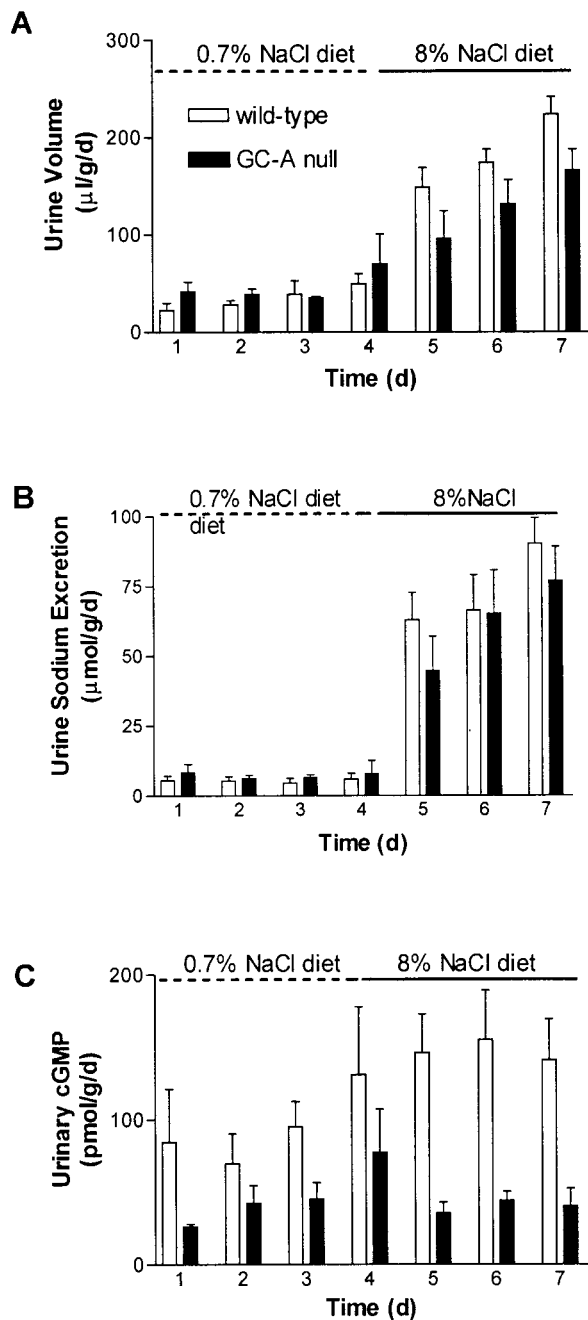 A
0.7% NaCl diet 8% NaCl diet
Urine Volume
(µl/g/d)
300
200
100
0
wild-type
GC-A null
1 2 3 4 5 6 7
Time (d)
B
0.7% NaCl diet 8%NaCl
diet
Urine Sodium Excretion
(µmol/g/d)
100
75
50
25
0
1 2 3 4 5 6 7
Time (d)
C
0.7% NaCl diet 8% NaCl diet
Urinary cGMP
(pmol/g/d)
200
100
0
1 2 3 4 5 6 7
Time (d)